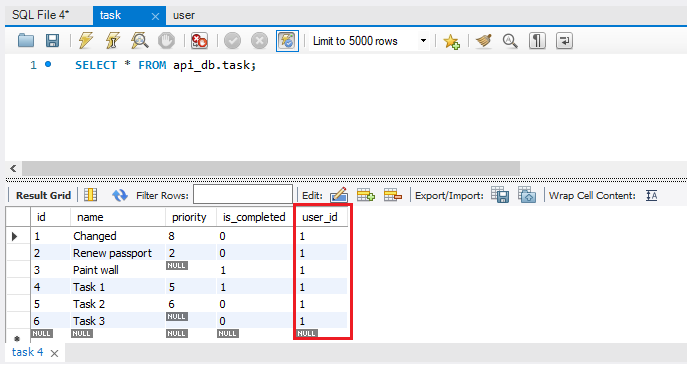 SQL File 4* task user
Limit to 5000 rows
1 SELECT * FROM api_db.task;
Result Grid Filter Rows: Edit: Export/Import: Wrap Cell Content: IA
id name priority is_completed user_id
1 Changed 8 0 1
2 Renew passport 2 0 1
3 Paint wall NULL 1 1
4 Task 1 5 1 1
5 Task 2 6 0 1
6 Task 3 NULL 0 1
NULL NULL NULL NULL NULL
task 4